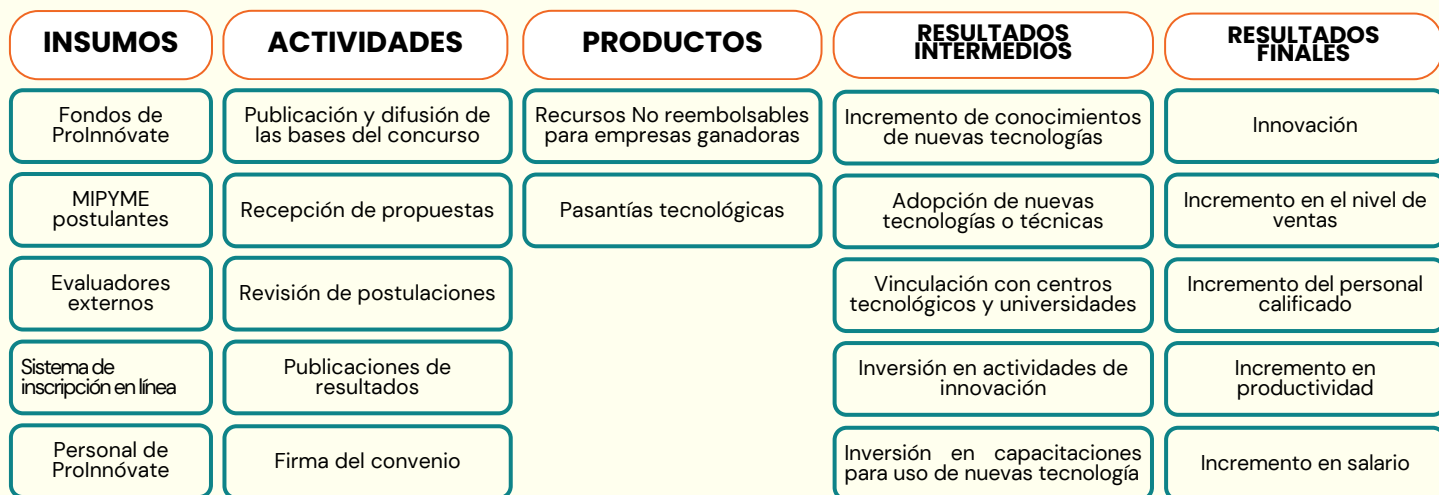 INSUMOS
ACTIVIDADES
PRODUCTOS
RESULTADOS
INTERMEDIOS
RESULTADOS
FINALES
Fondos de
ProInnóvate
Publicación y difusión de
las bases del concurso
Recursos No reembolsables
para empresas ganadoras
Incremento de conocimientos
de nuevas tecnologías
Innovación
MIPYME
postulantes
Recepción de propuestas
Pasantías tecnológicas
Adopción de nuevas
tecnologías o técnicas
Incremento en el nivel de
ventas
Evaluadores
externos
Revisión de postulaciones
Vinculación con centros
tecnológicos y universidades
Incremento del personal
calificado
Sistema de
inscripción en línea
Publicaciones de
resultados
Inversión en actividades de
innovación
Incremento en
productividad
Personal de
ProInnóvate
Firma del convenio
Inversión en capacitaciones
para uso de nuevas tecnología
Incremento en salario